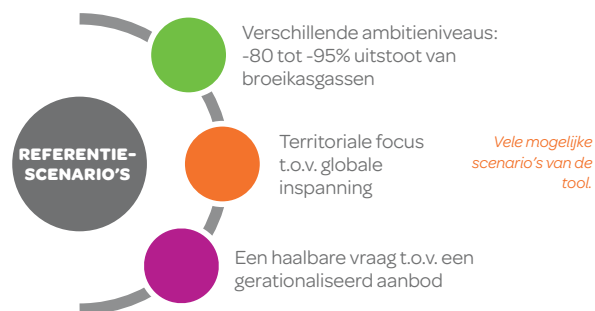 REFERENTIE-
SCENARIO'S
Verschillende ambitieniveaus:
-80 tot -95% uitstoot van
broeikasgassen
Territoriale focus
t.o.v. globale
inspanning
Vele mogelijke
scenario's van de
tool.
Een haalbare vraag t.o.v. een
gerationaliseerd aanbod